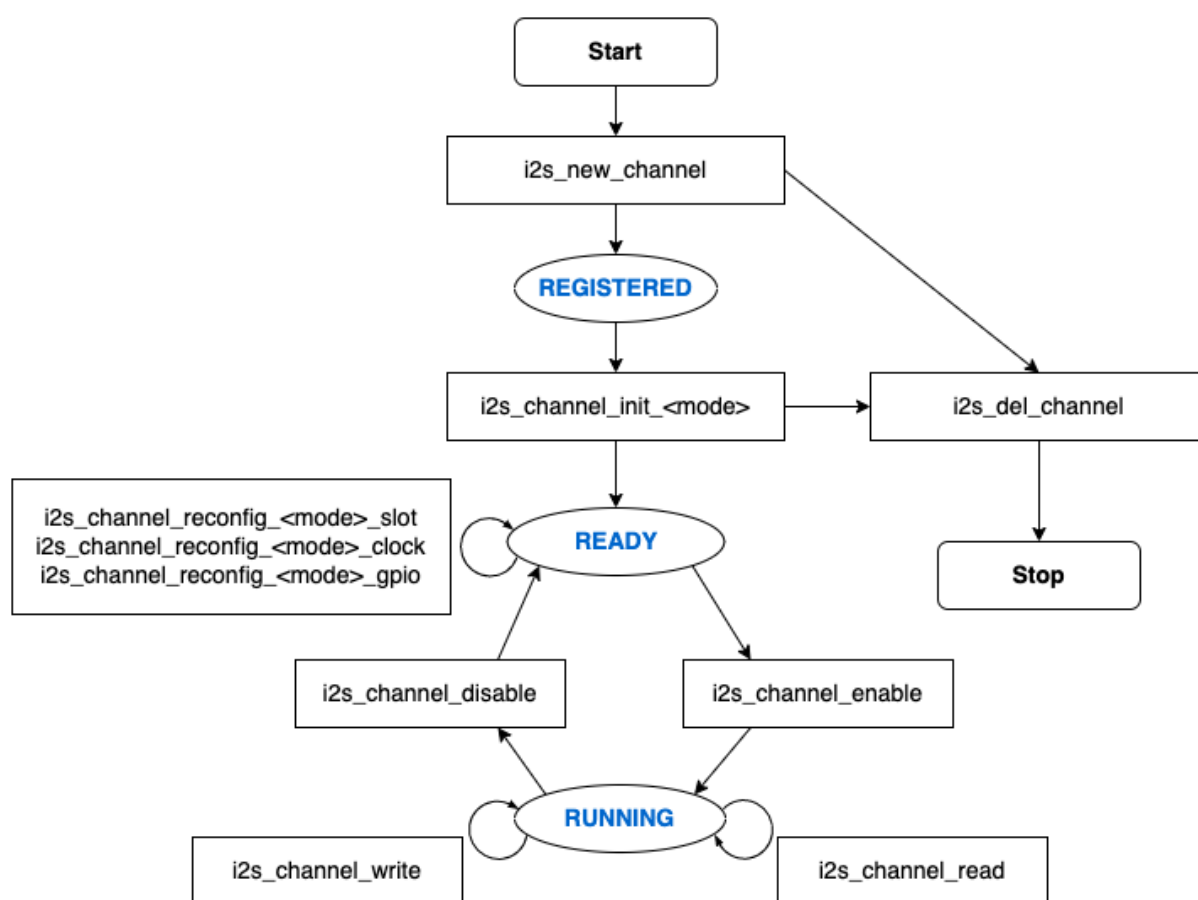 Start
i2s_new_channel
REGISTERED
i2s_channel_init_<mode>
i2s_del_channel
i2s_channel_reconfig_<mode>_slot
i2s_channel_reconfig_<mode>_clock
i2s_channel_reconfig_<mode>_gpio
READY
Stop
i2s_channel_disable
i2s_channel_enable
RUNNING
i2s_channel_write
i2s_channel_read